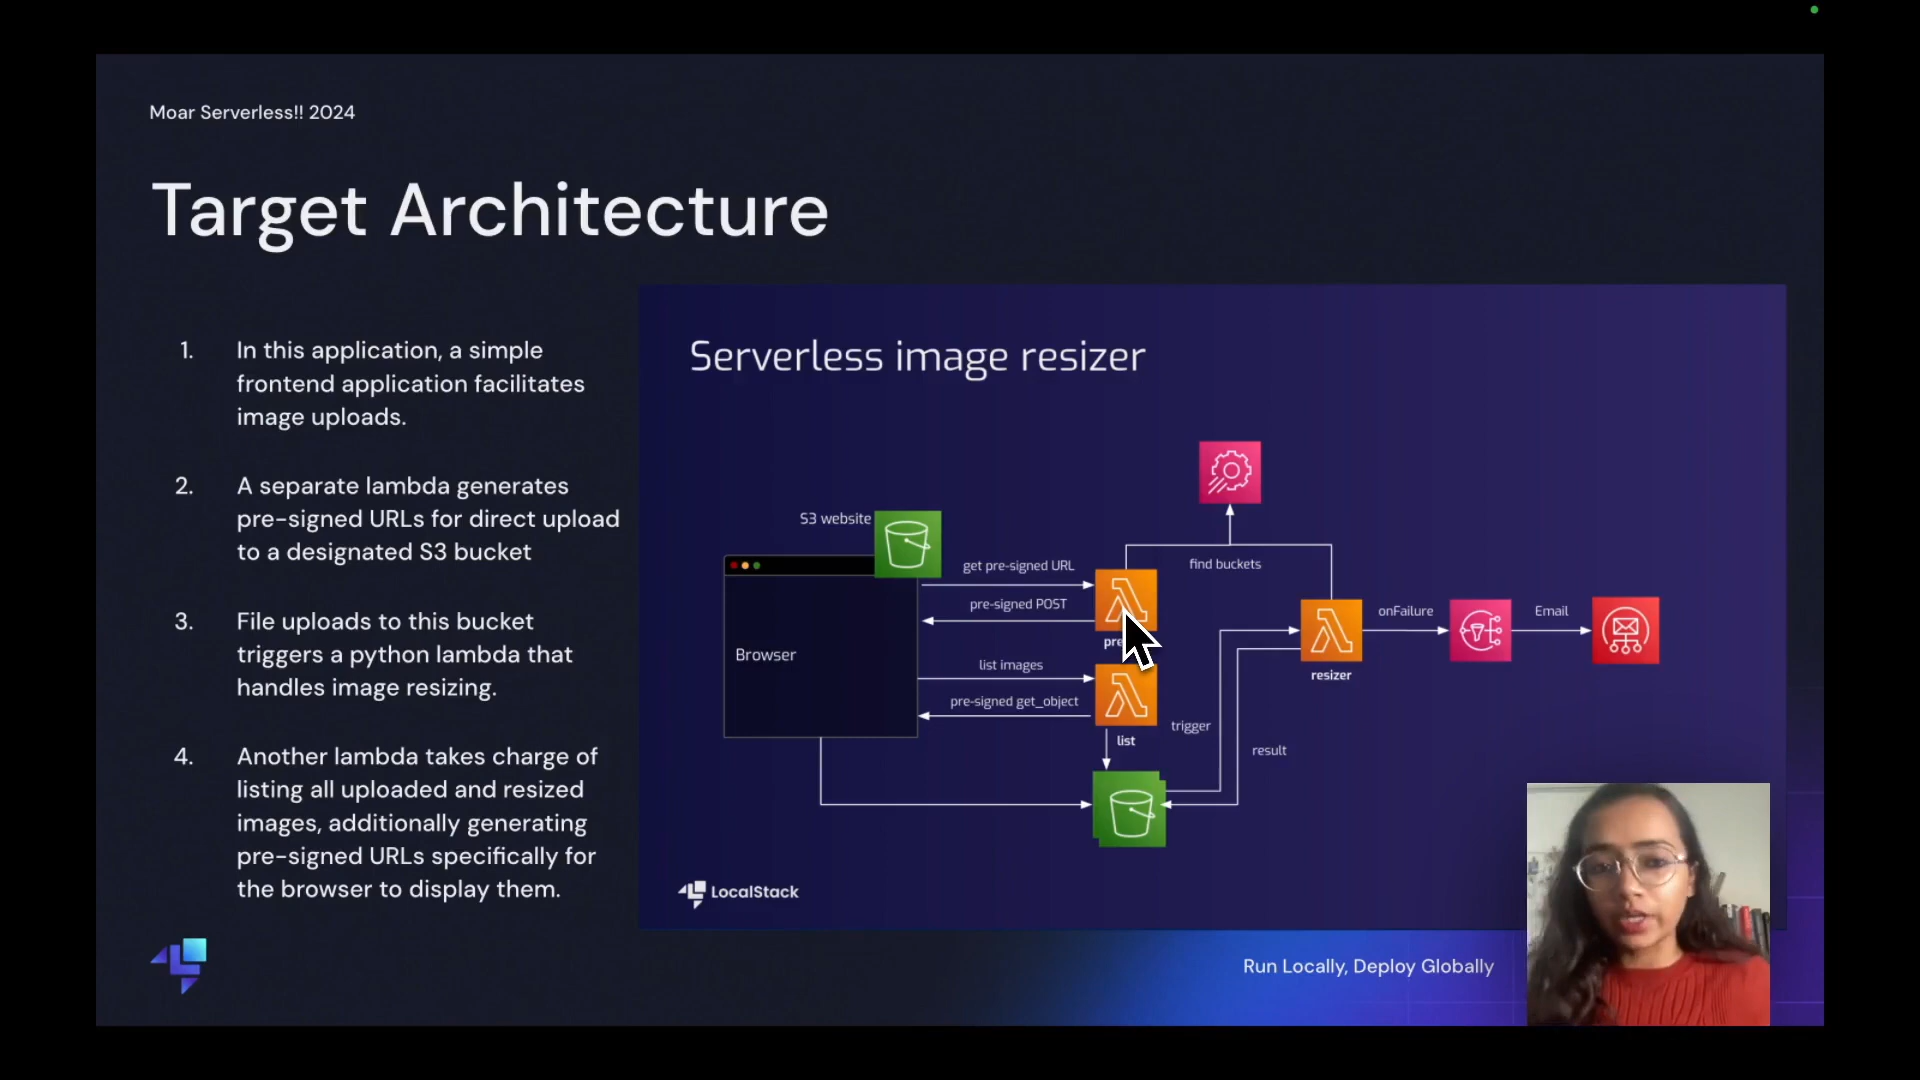 Moar Serverless!! 2024
Target Architecture
1. In this application, a simple
frontend application facilitates
image uploads.
2. A separate lambda generates
pre-signed URLs for direct upload
to a designated S3 bucket
3. File uploads to this bucket
triggers a python lambda that
handles image resizing.
4. Another lambda takes charge of
listing all uploaded and resized
images, additionally generating
pre-signed URLs specifically for
the browser to display them.
Serverless image resizer
S3 website
Browser
get pre-signed URL
pre-signed POST
list images
pre-signed get_object
list
find buckets
trigger
result
resizer
onFailure
Email
LocalStack
Run Locally, Deploy Globally